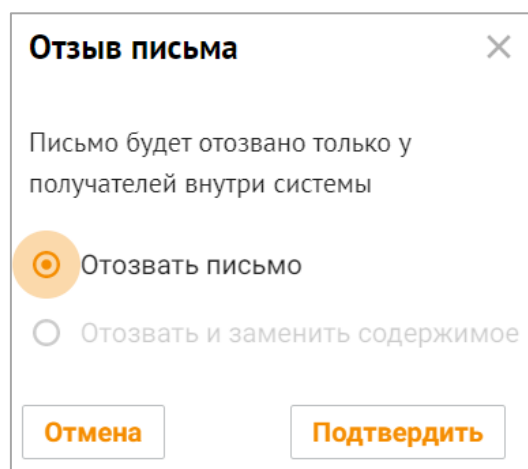 Отзыв письма
Письмо будет отозвано только у
получателей внутри системы
Отозвать письмо
Отозвать и заменить содержимое
Отмена
Подтвердить